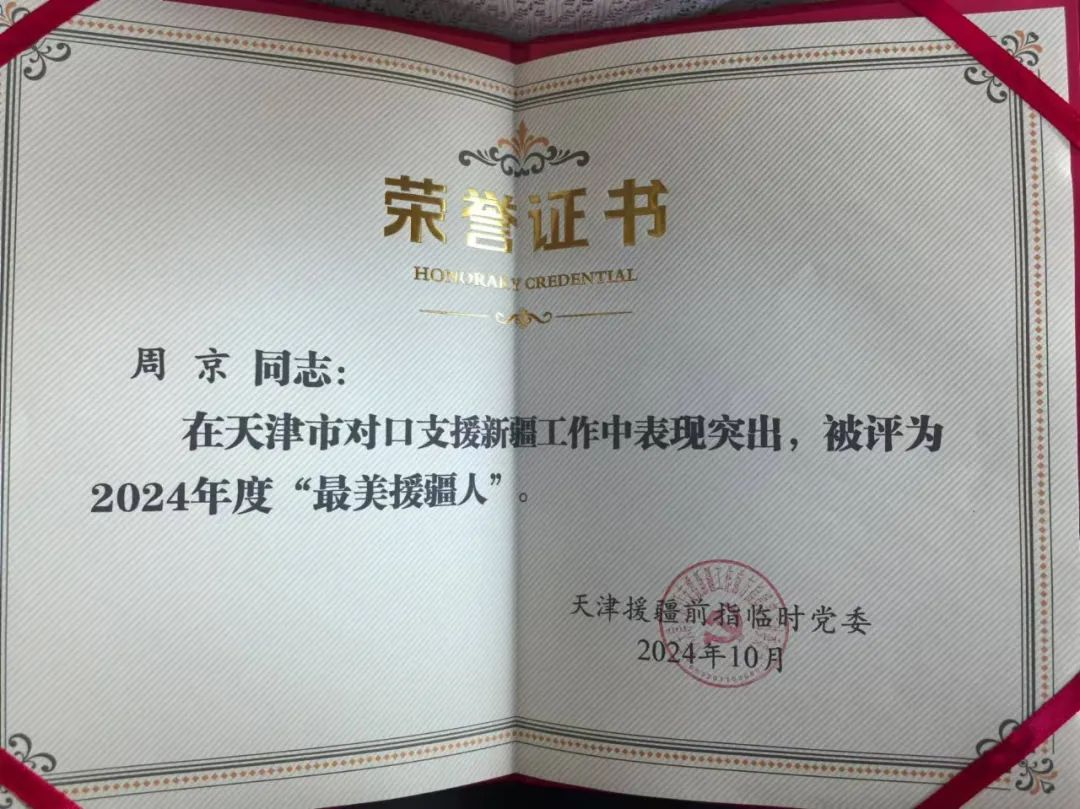 荣誉证书
HONORARY CREDENTIAL
周 京 同志：
在天津市对口支援新疆工作中表现突出，被评为
2024年度“最美援疆人”。
天津援疆前指临时党委
2024年10月